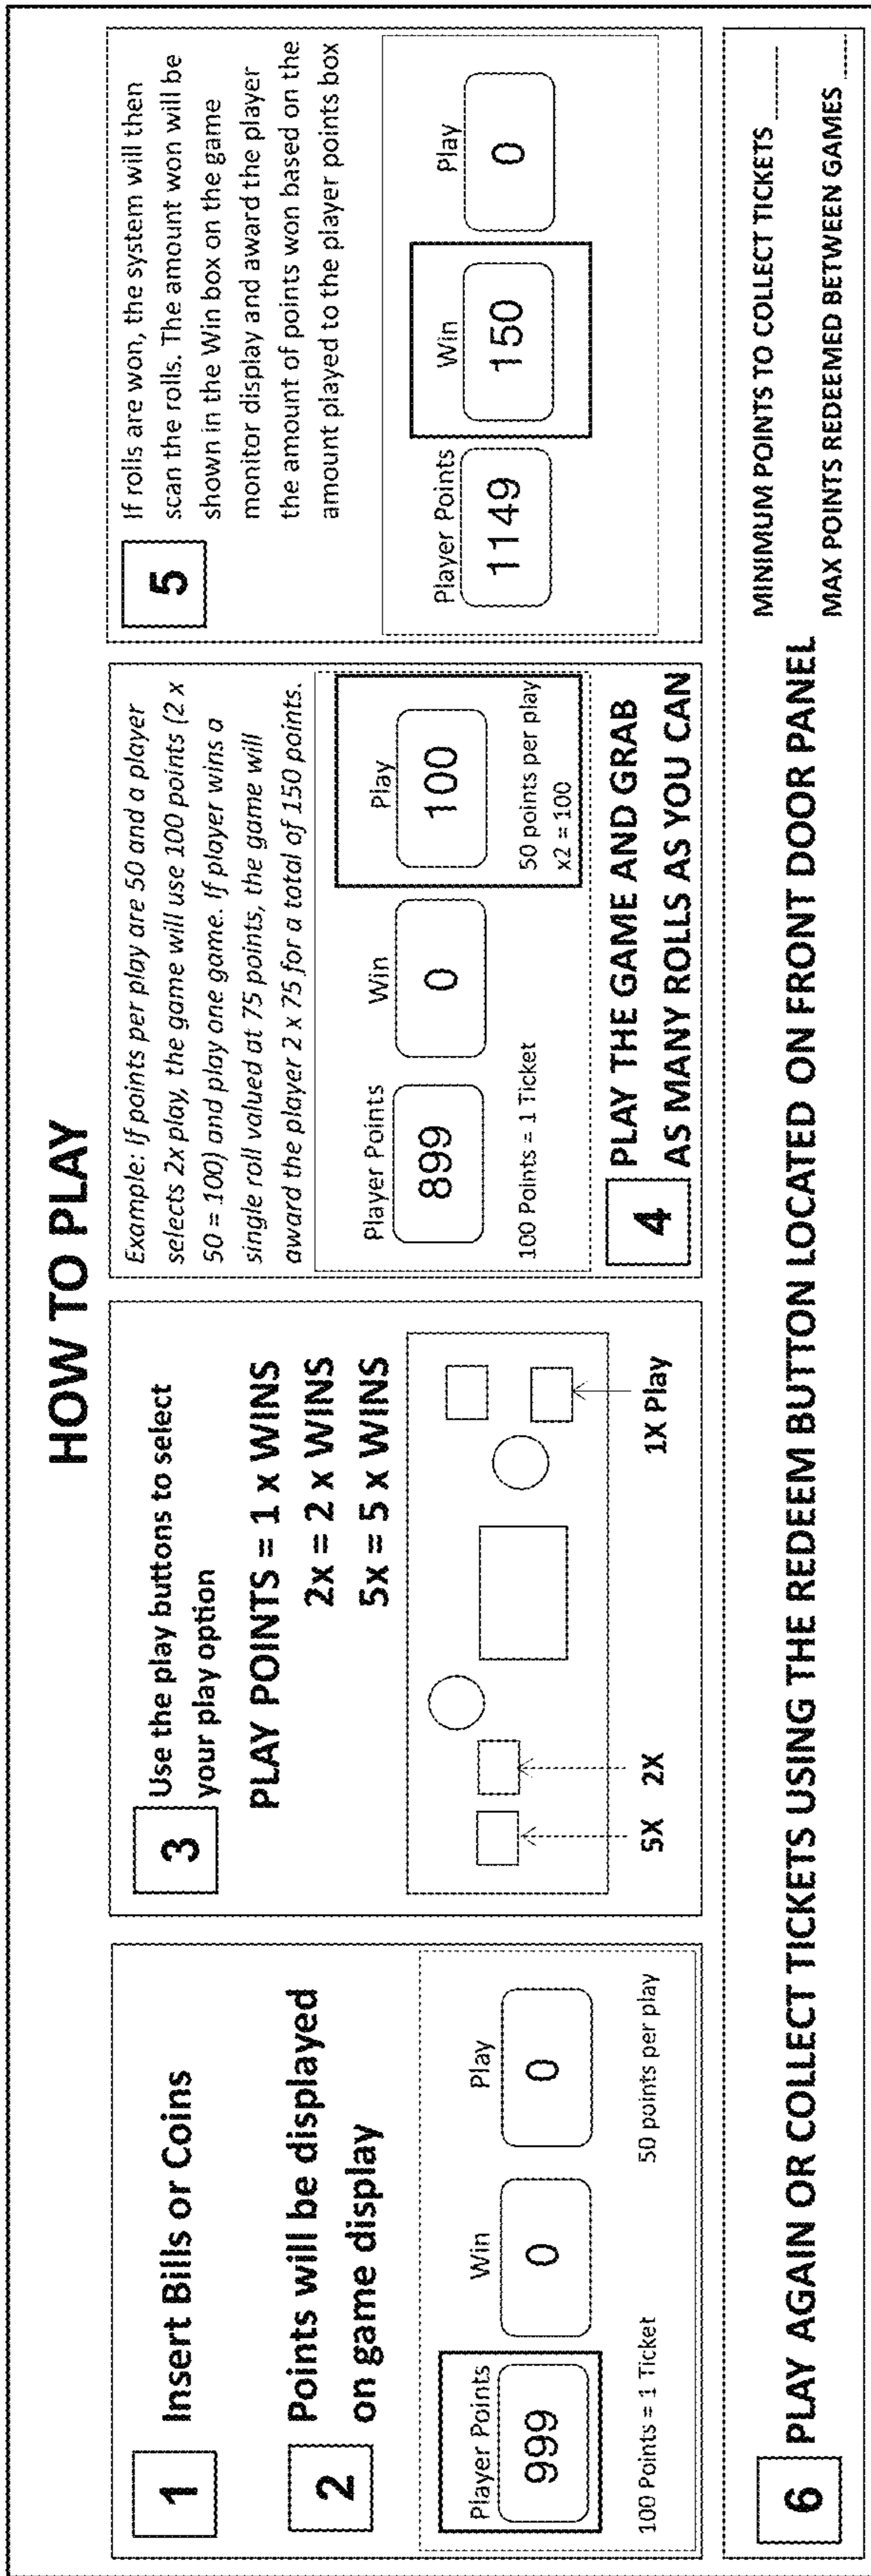 HOW TO PLAY
1
Insert Bills or Coins
2
Points will be displayed
on game display
Player Points
Win
Play
999
0
0
100 Points = 1 Ticket
50 points per play
3
Use the play buttons to select
your play option
PLAY POINTS = 1 x WINS
2x = 2 x WINS
5x = 5 x WINS
5X
2X
1X Play
Example: If points per play are 50 and a player
selects 2x play, the game will use 100 points (2 x
50 = 100) and play one game. If player wins a
single roll valued at 75 points, the game will
award the player 2 x 75 for a total of 150 points.
Player Points
Win
Play
899
0
100
100 Points = 1 Ticket
50 points per play
x2 = 100
4
PLAY THE GAME AND GRAB
AS MANY ROLLS AS YOU CAN
5
If rolls are won, the system will then
scan the rolls. The amount won will be
shown in the Win box on the game
monitor display and award the player
the amount of points won based on the
amount played to the player points box
Player Points
Win
Play
1149
150
0
6
PLAY AGAIN OR COLLECT TICKETS USING THE REDEEM BUTTON LOCATED ON FRONT DOOR PANEL
MINIMUM POINTS TO COLLECT TICKETS ____
MAX POINTS REDEEMED BETWEEN GAMES ____